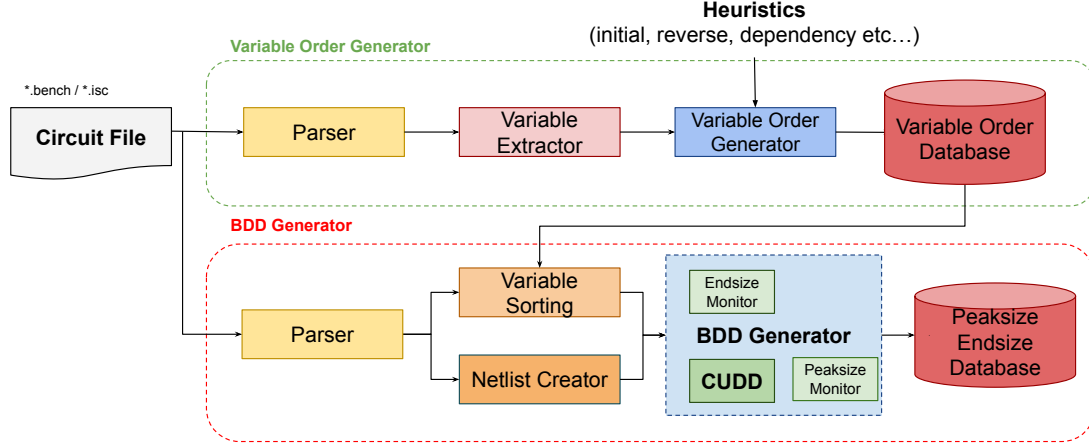 Heuristics
(initial, reverse, dependency etc…)
Variable Order Generator
*.bench / *.isc
Circuit File
Parser
Variable
Extractor
Variable Order
Generator
Variable Order
Database
BDD Generator
Parser
Variable
Sorting
Netlist Creator
Endsize
Monitor
BDD Generator
CUDD
Peaksize
Monitor
Peaksize
Endsize
Database